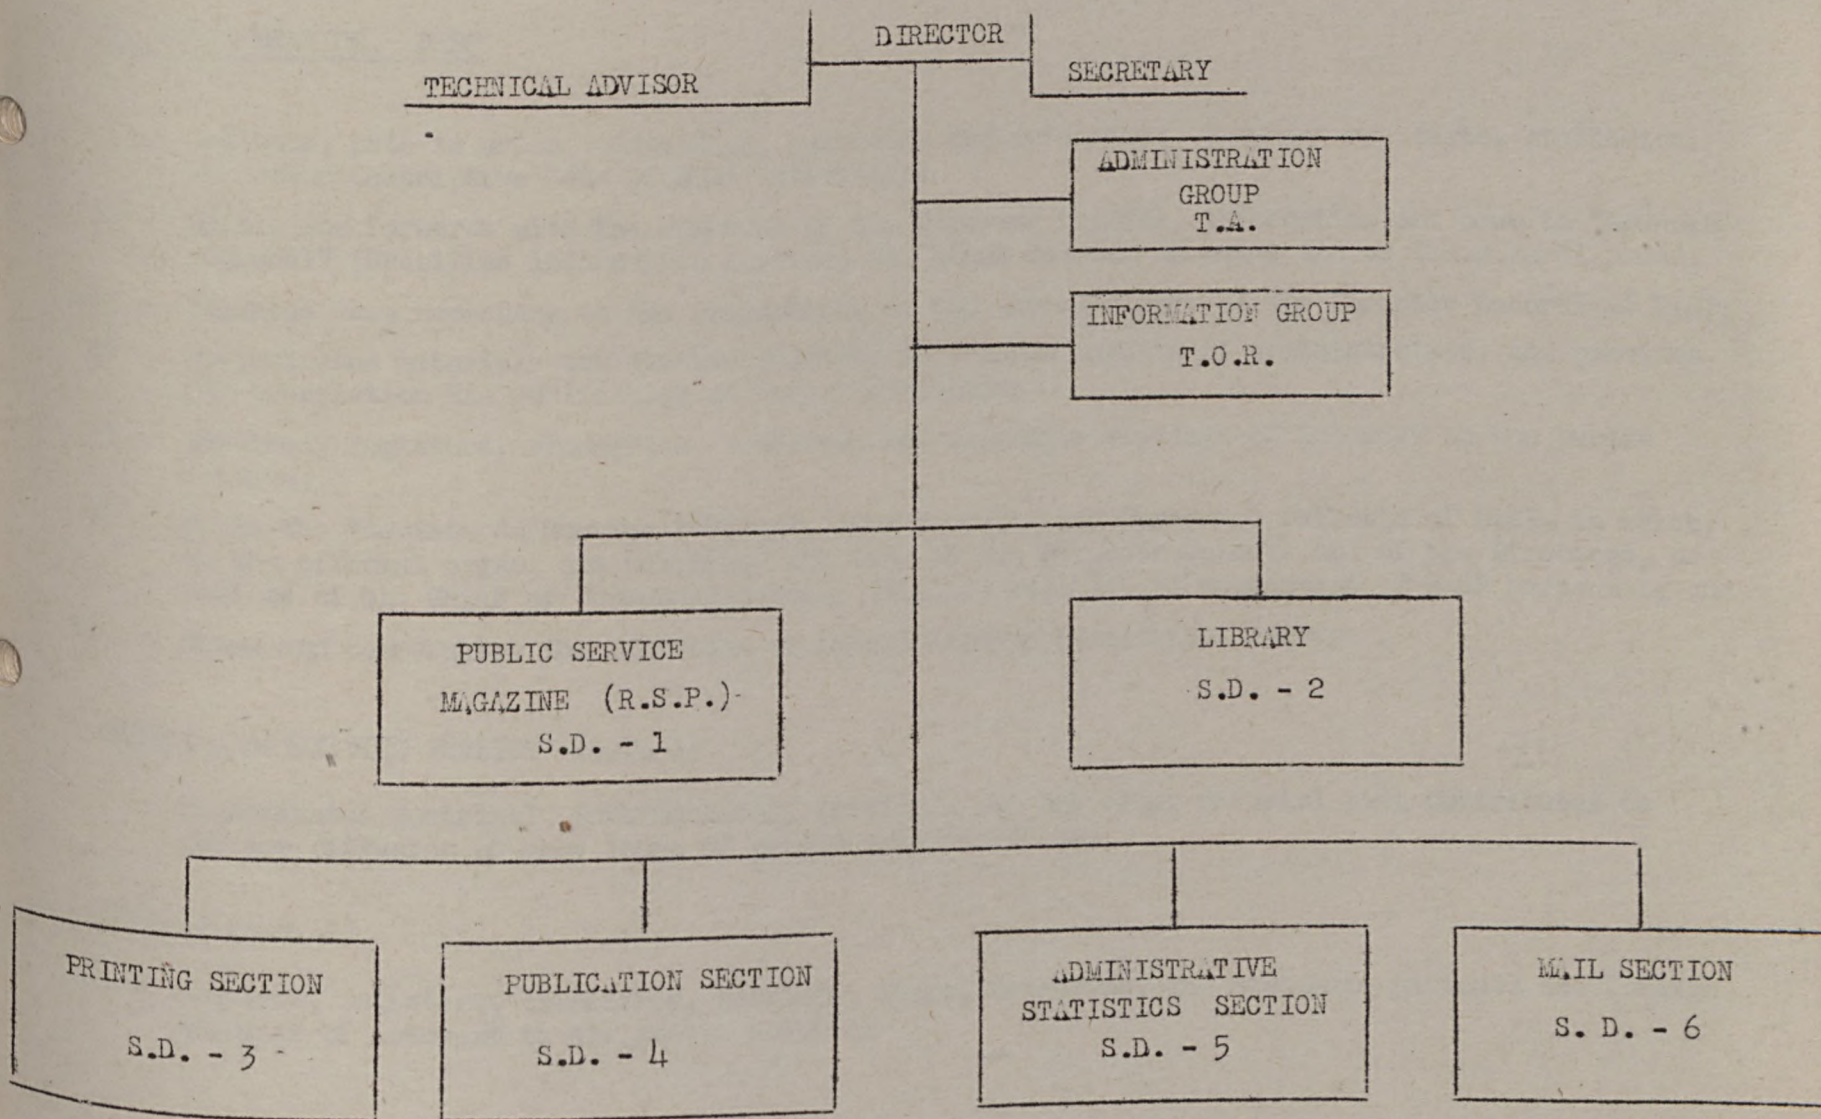 DIRECTOR
TECHNICAL ADVISOR
SECRETARY
ADMINISTRATION
GROUP
T.A.
INFORMATION GROUP
T.O.R.
PUBLIC SERVICE
MAGAZINE (R.S.P.)
S.D. - 1
LIBRARY
S.D. - 2
PRINTING SECTION
S.D. - 3
PUBLICATION SECTION
S.D. - 4
ADMINISTRATIVE
STATISTICS SECTION
S.D. - 5
MAIL SECTION
S. D. - 6